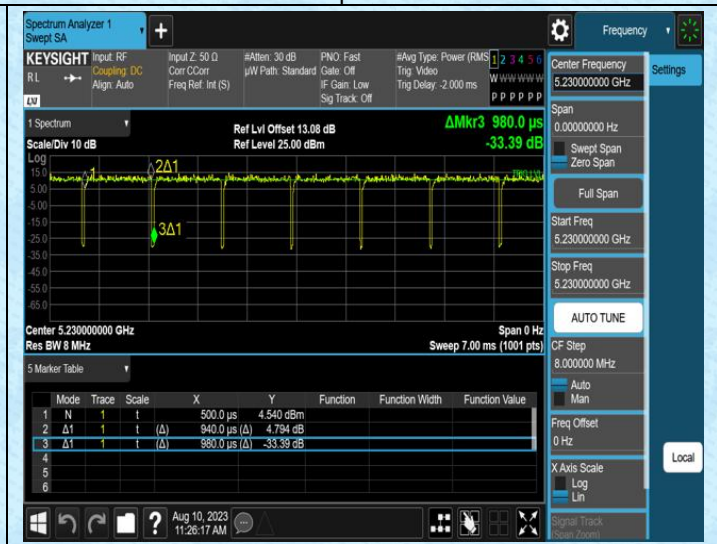 Spectrum Analyzer 1
Swept SA
+
Frequency
KEYSIGHT
RL
LXI
Input: RF
Coupling: DC
Align: Auto
Input Z: 50 Ω
Corr CCorr
Freq Ref: Int (S)
#Atten: 30 dB
µW Path: Standard
PNO: Fast
Gate: Off
IF Gain: Low
Sig Track: Off
#Avg Type: Power (RMS
Trig: Video
Trig Delay: -2.000 ms
1 2 3 4 5 6
W W W W W W
P P P P P P
Center Frequency
5.230000000 GHz
Settings
Span
0.00000000 Hz
Swept Span
Zero Span
Full Span
Start Freq
5.230000000 GHz
Stop Freq
5.230000000 GHz
AUTO TUNE
CF Step
8.000000 MHz
Auto
Man
Freq Offset
0 Hz
X Axis Scale
Log
Lin
Signal Track
(Span Zoom)
Local
1 Spectrum
Scale/Div 10 dB
Ref Lvl Offset 13.08 dB
Ref Level 25.00 dBm
ΔMkr3 980.0 µs
-33.39 dB
Log
15.0
5.00
-5.00
-15.0
-25.0
-35.0
-45.0
-55.0
-65.0
1
2Δ1
3Δ1
Center 5.230000000 GHz
Res BW 8 MHz
Span 0 Hz
Sweep 7.00 ms (1001 pts)
5 Marker Table
Mode Trace Scale X Y Function Function Width Function Value
1 N 1 t 500.0 µs 4.540 dBm
2 Δ1 1 t (Δ) 940.0 µs (Δ) 4.794 dB
3 Δ1 1 t (Δ) 980.0 µs (Δ) -33.39 dB
4
5
6
?
Aug 10, 2023
11:26:17 AM